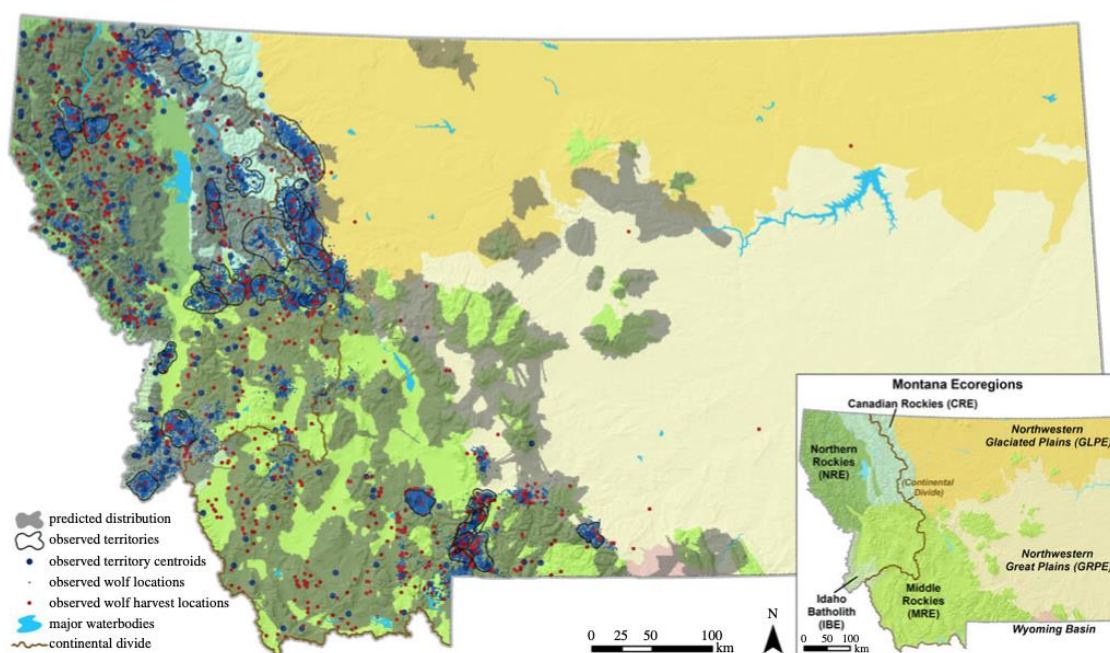 predicted distribution
observed territories
observed territory centroids
observed wolf locations
observed wolf harvest locations
major waterbodies
continental divide
0 25 50 100
km
N
Montana Ecoregions
Canadian Rockies (CRE)
Northwestern
Glaciated Plains (GLPE)
Northern
Rockies
(NRE)
(Continental
Divide)
Northwestern
Great Plains (GRPE)
Idaho
Batholith
(IBE)
Middle
Rockies
(MRE)
Wyoming Basin
0 50 100
km